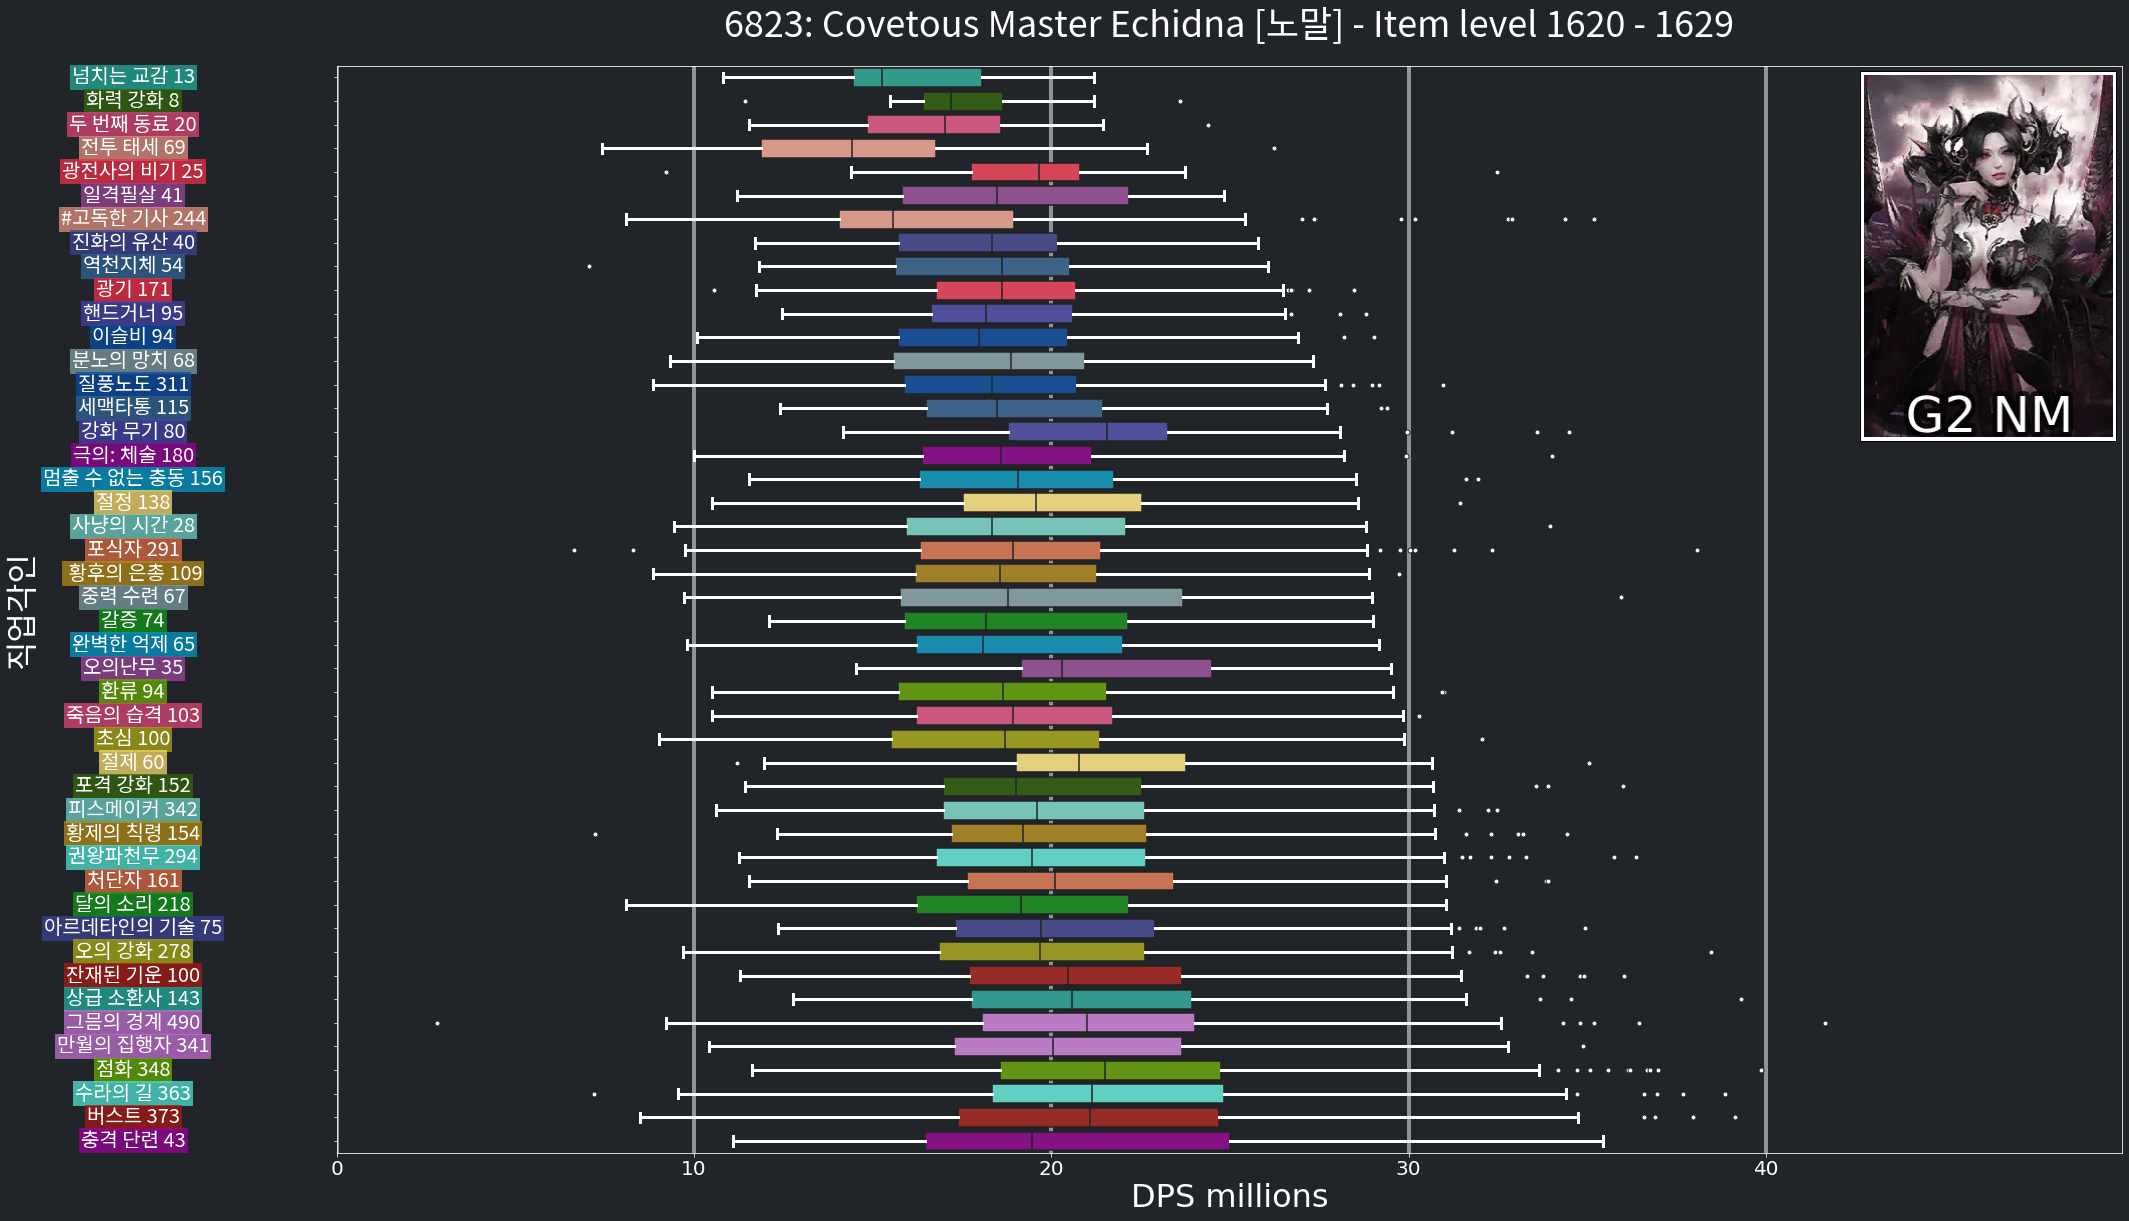 6823: Covetous Master Echidna [노말] - Item level 1620 - 1629
넘치는 교감 13
화력 강화 8
두 번째 동료 20
전투 태세 69
광전사의 비기 25
일격필살 41
#고독한 기사 244
진화의 유산 40
역천지체 54
광기 171
핸드거너 95
이슬비 94
분노의 망치 68
질풍노도 311
세맥타통 115
강화 무기 80
극의: 체술 180
멈출 수 없는 충동 156
절정 138
사냥의 시간 28
포식자 291
황후의 은총 109
중력 수련 67
갈증 74
완벽한 억제 65
오의난무 35
환류 94
죽음의 습격 103
초심 100
절제 60
포격 강화 152
피스메이커 342
황제의 칙령 154
권왕파천무 294
처단자 161
달의 소리 218
아르데타인의 기술 75
오의 강화 278
잔재된 기운 100
상급 소환사 143
그믐의 경계 490
만월의 집행자 341
점화 348
수라의 길 363
버스트 373
충격 단련 43
직업각인
G2 NM
0 10 20 30 40
DPS millions